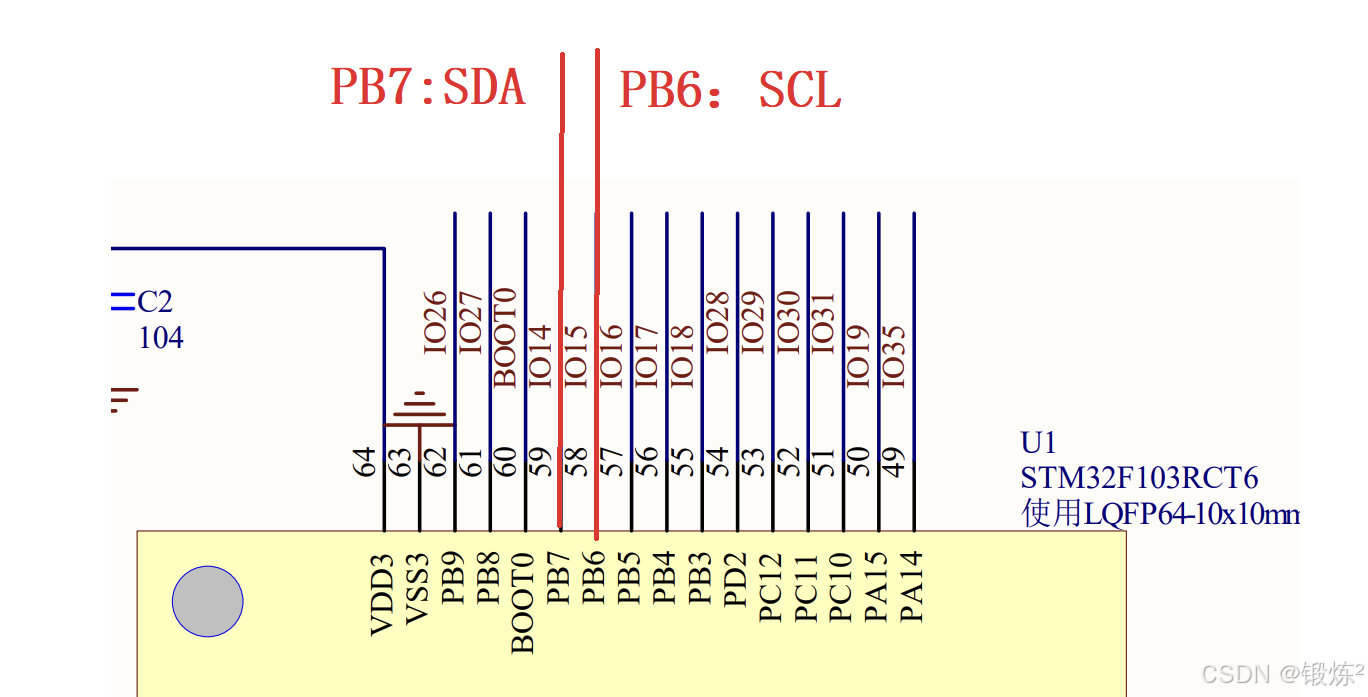 PB7:SDA
PB6: SCL
C2
104
IO26
IO27
BOOT0
IO14
IO15
IO16
IO17
IO18
IO28
IO29
IO30
IO31
IO19
IO35
64
63
62
61
60
59
58
57
56
55
54
53
52
51
50
49
U1
STM32F103RCT6
使用LQFP64-10x10mm
VDD3
VSS3
PB9
PB8
BOOT0
PB7
PB6
PB5
PB4
PB3
PD2
PC12
PC11
PC10
PA15
PA14
CSDN @锻炼²